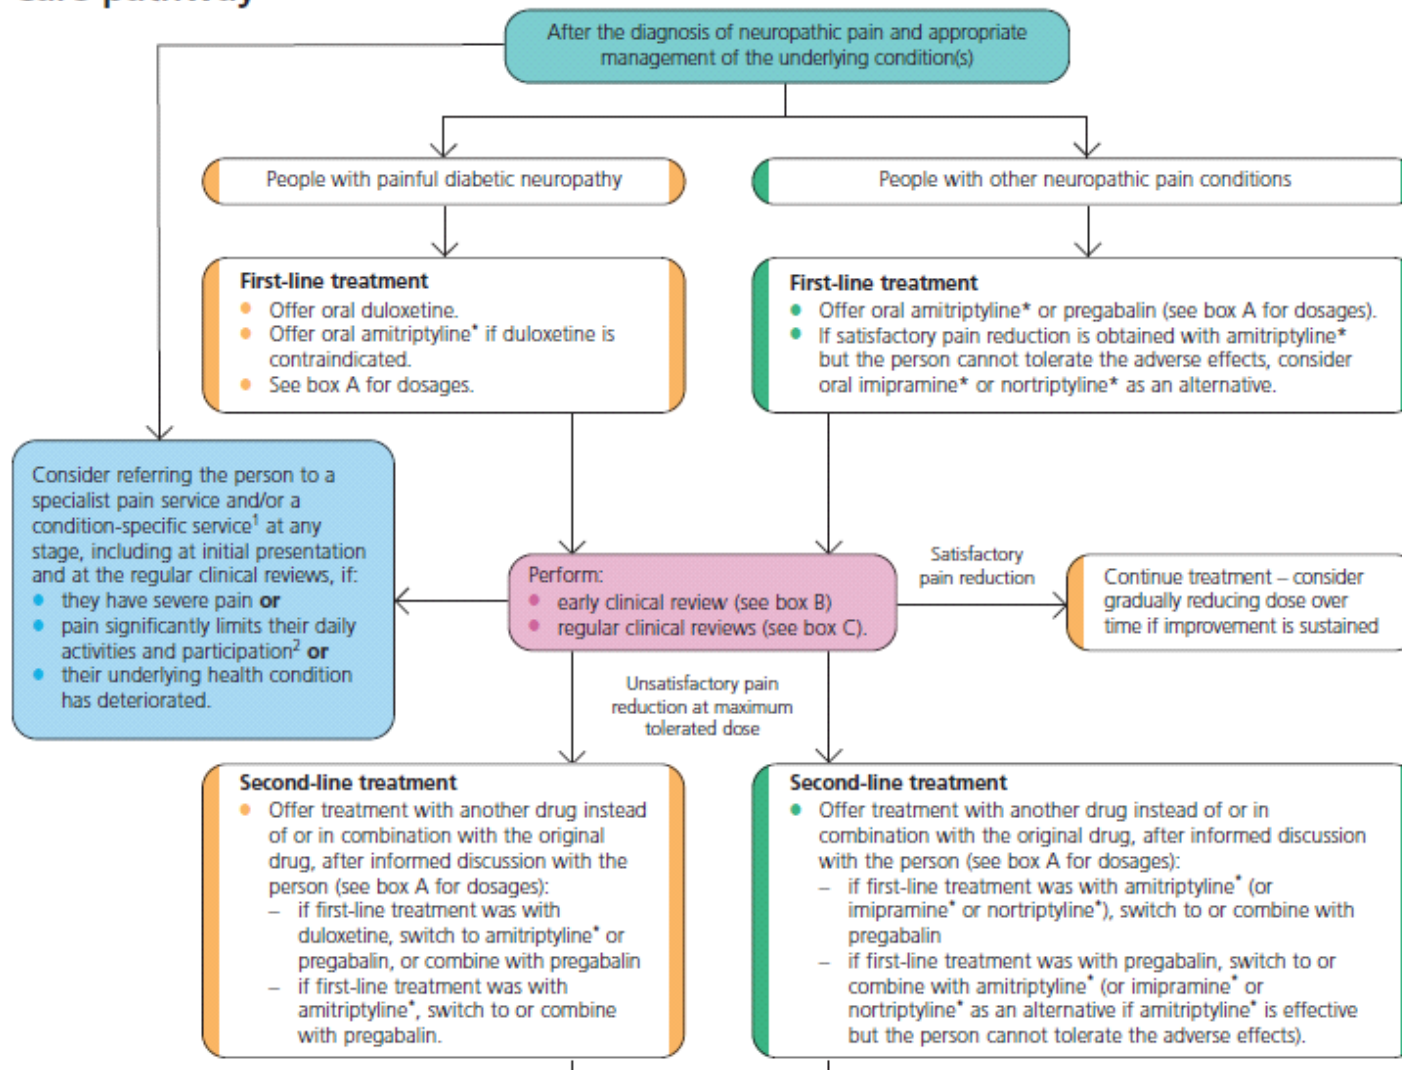 After the diagnosis of neuropathic pain and appropriate
management of the underlying condition(s)
People with painful diabetic neuropathy
People with other neuropathic pain conditions
First-line treatment
● Offer oral duloxetine.
● Offer oral amitriptyline* if duloxetine is
contraindicated.
● See box A for dosages.
First-line treatment
● Offer oral amitriptyline* or pregabalin (see box A for dosages).
● If satisfactory pain reduction is obtained with amitriptyline*
but the person cannot tolerate the adverse effects, consider
oral imipramine* or nortriptyline* as an alternative.
Consider referring the person to a
specialist pain service and/or a
condition-specific service1 at any
stage, including at initial presentation
and at the regular clinical reviews, if:
● they have severe pain or
● pain significantly limits their daily
activities and participation2 or
● their underlying health condition
has deteriorated.
Perform:
● early clinical review (see box B)
● regular clinical reviews (see box C).
Satisfactory
pain reduction
Continue treatment – consider
gradually reducing dose over
time if improvement is sustained
Unsatisfactory pain
reduction at maximum
tolerated dose
Second-line treatment
● Offer treatment with another drug instead
of or in combination with the original
drug, after informed discussion with the
person (see box A for dosages):
– if first-line treatment was with
duloxetine, switch to amitriptyline* or
pregabalin, or combine with pregabalin
– if first-line treatment was with
amitriptyline*, switch to or combine
with pregabalin.
Second-line treatment
● Offer treatment with another drug instead of or in
combination with the original drug, after informed discussion
with the person (see box A for dosages):
– if first-line treatment was with amitriptyline* (or
imipramine* or nortriptyline*), switch to or combine with
pregabalin
– if first-line treatment was with pregabalin, switch to or
combine with amitriptyline* (or imipramine* or
nortriptyline* as an alternative if amitriptyline* is effective
but the person cannot tolerate the adverse effects).